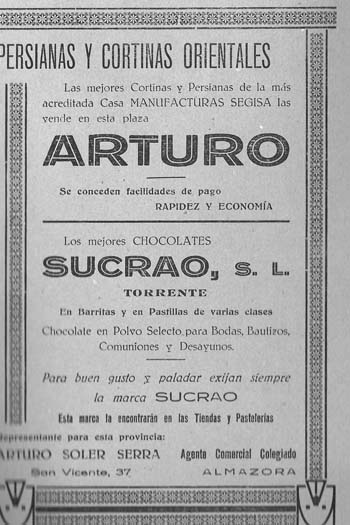 PERSIANAS Y CORTINAS ORIENTALES
Las mejores Cortinas y Persianas de la más
acreditada Casa MANUFACTURAS SEGISA las
vende en esta plaza
ARTURO
Se conceden facilidades de pago
RAPIDEZ Y ECONOMÍA
Los mejores CHOCOLATES
SUCRAO, S. L.
TORRENTE
En Barritas y en Pastillas de varias clases
Chocolate en Polvo Selecto, para Bodas, Bautizos,
Comuniones y Desayunos.
Para buen gusto y paladar exijan siempre
la marca SUCRAO
Esta marca la encontrarán en las Tiendas y Pastelerías
Representante para esta provincia:
ARTURO SOLER SERRA Agente Comercial Colegiado
San Vicente, 37 ALMAZORA